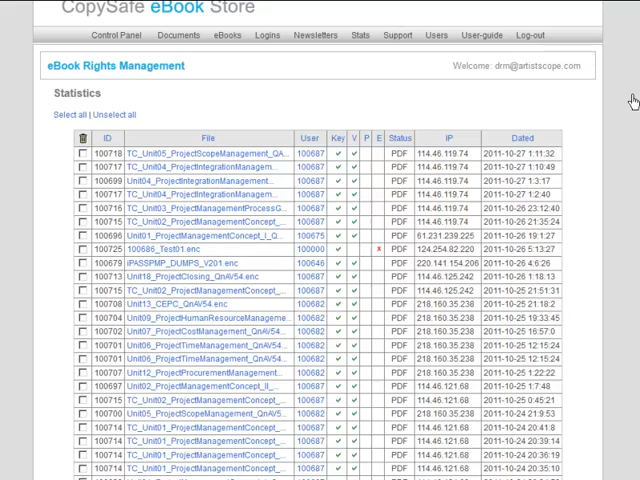 CopySafe eBook Store
Control Panel Documents eBooks Logins Newsletters Stats Support Users User-guide Log-out
eBook Rights Management Welcome: drm@artistscope.com
Statistics
Select all | Unselect all
ID File User Key V P E Status IP Dated
100718 TC_Unit05_ProjectScopeManagement_QA... 100687 PDF 114.46.119.74 2011-10-27 1:11:32
100717 TC_Unit04_ProjectIntegrationManagem... 100687 PDF 114.46.119.74 2011-10-27 1:10:49
100699 Unit04_ProjectIntegrationManagement... 100687 PDF 114.46.119.74 2011-10-27 1:3:17
100717 TC_Unit04_ProjectIntegrationManagem... 100687 PDF 114.46.119.74 2011-10-27 1:2:40
100716 TC_Unit03_ProjectManagementProcessG... 100687 PDF 114.46.119.74 2011-10-26 23:12:40
100715 TC_Unit02_ProjectManagementConcept_... 100687 PDF 114.46.119.74 2011-10-26 21:35:24
100696 Unit01_ProjectManagementConcept_I_Q... 100675 PDF 61.231.239.225 2011-10-26 19:1:27
100725 100686_Test01.enc 100000 x PDF 124.254.82.220 2011-10-26 5:13:27
100679 iPASSPMP_DUMPS_V201.enc 100646 PDF 220.141.154.206 2011-10-26 4:6:26
100713 Unit18_ProjectClosing_QnAV54.enc 100687 PDF 114.46.125.242 2011-10-26 1:18:13
100715 TC_Unit02_ProjectManagementConcept_... 100687 PDF 114.46.125.242 2011-10-25 21:51:31
100708 Unit13_CEPC_QnAV54.enc 100682 PDF 218.160.35.238 2011-10-25 21:18:2
100704 Unit09_ProjectHumanResourceManageme... 100682 PDF 218.160.35.238 2011-10-25 19:33:45
100702 Unit07_ProjectCostManagement_QnAV54... 100682 PDF 218.160.35.238 2011-10-25 16:57:0
100701 Unit06_ProjectTimeManagement_QnAV54... 100682 PDF 218.160.35.238 2011-10-25 12:15:24
100701 Unit06_ProjectTimeManagement_QnAV54... 100682 PDF 218.160.35.238 2011-10-25 12:15:24
100707 Unit12_ProjectProcurementManagement... 100682 PDF 218.160.35.238 2011-10-25 1:22:22
100697 Unit02_ProjectManagementConcept_II_... 100687 PDF 114.46.121.68 2011-10-25 1:7:48
100715 TC_Unit02_ProjectManagementConcept_... 100687 PDF 114.46.121.68 2011-10-25 0:45:21
100700 Unit05_ProjectScopeManagement_QnAV5... 100682 PDF 218.160.35.238 2011-10-24 21:9:53
100714 TC_Unit01_ProjectManagementConcept_... 100687 PDF 114.46.121.68 2011-10-24 20:41:8
100714 TC_Unit01_ProjectManagementConcept_... 100687 PDF 114.46.121.68 2011-10-24 20:39:14
100714 TC_Unit01_ProjectManagementConcept_... 100687 PDF 114.46.121.68 2011-10-24 20:36:19
100714 TC_Unit01_ProjectManagementConcept_... 100687 PDF 114.46.121.68 2011-10-24 20:35:10